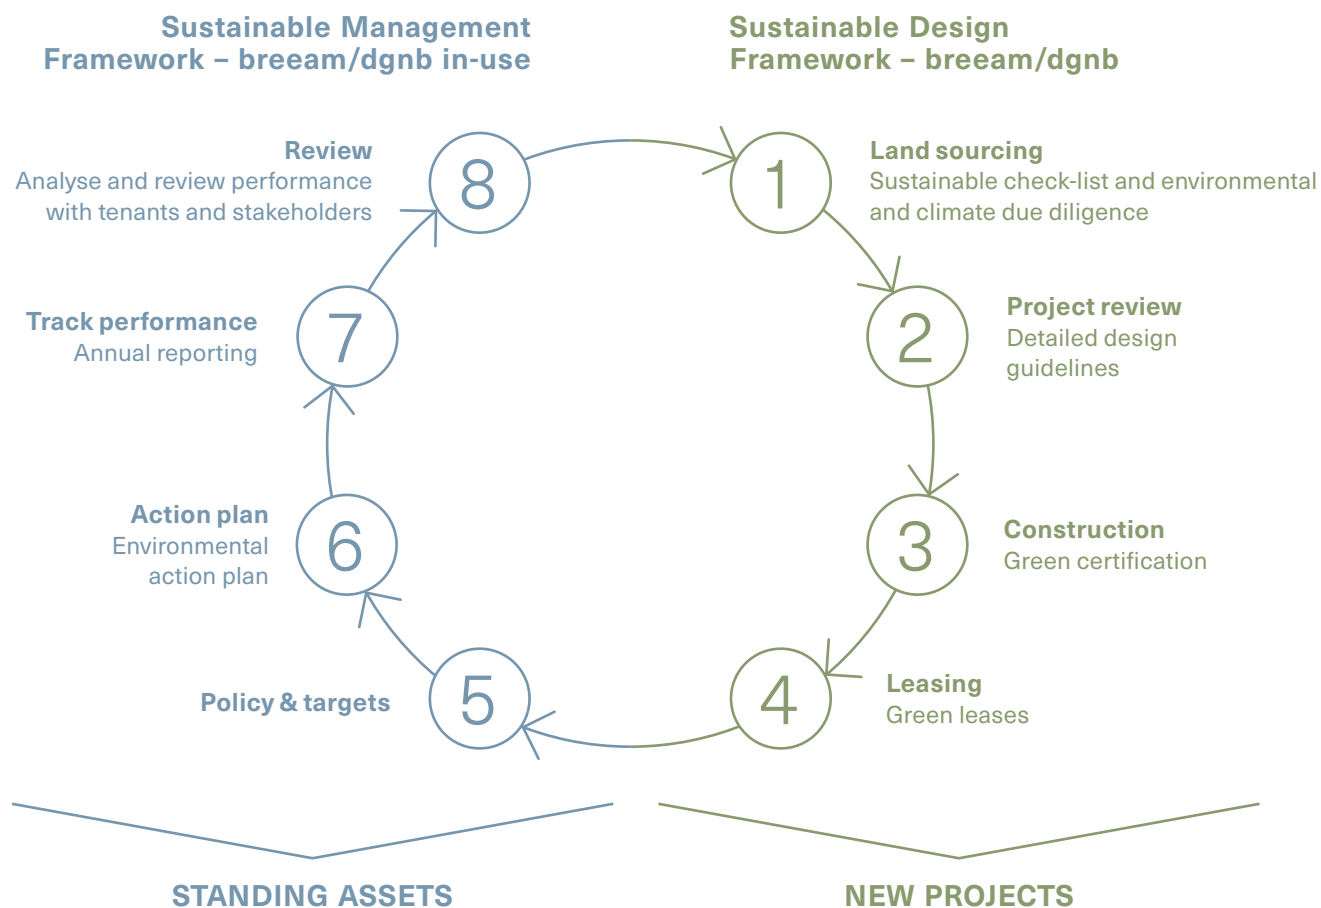 Sustainable Management
Framework – breeam/dgnb in-use
Sustainable Design
Framework – breeam/dgnb
1
Land sourcing
Sustainable check-list and environmental
and climate due diligence
2
Project review
Detailed design
guidelines
3
Construction
Green certification
4
Leasing
Green leases
5
Policy & targets
6
Action plan
Environmental
action plan
7
Track performance
Annual reporting
8
Review
Analyse and review performance
with tenants and stakeholders
STANDING ASSETS
NEW PROJECTS